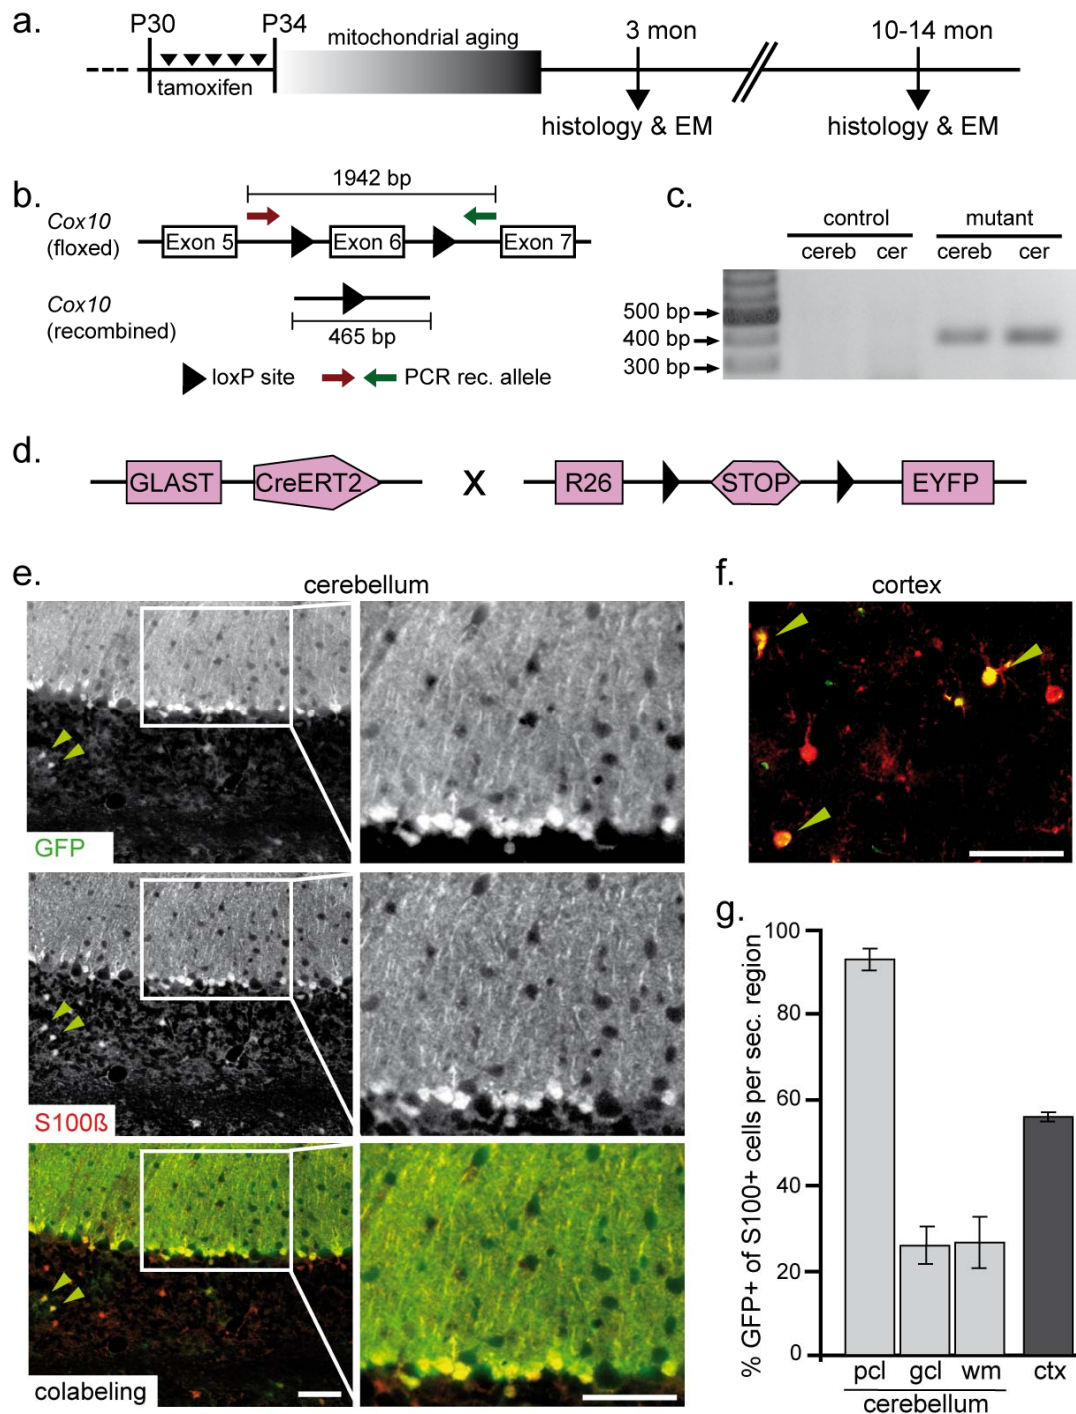 a.
P30 P34 mitochondrial aging 3 mon 10-14 mon
tamoxifen
histology & EM histology & EM
b.
1942 bp
Cox10
(floxed)
Exon 5 Exon 6 Exon 7
Cox10
(recombined)
465 bp
loxP site PCR rec. allele
c.
control mutant
cereb cer cereb cer
500 bp
400 bp
300 bp
d.
GLAST CreERT2 X R26 STOP EYFP
e.
cerebellum
GFP
S100ß
colabeling
f.
cortex
g.
% GFP+ of S100+ cells per sec. region
100
80
60
40
20
0
pcl gcl wm ctx
cerebellum